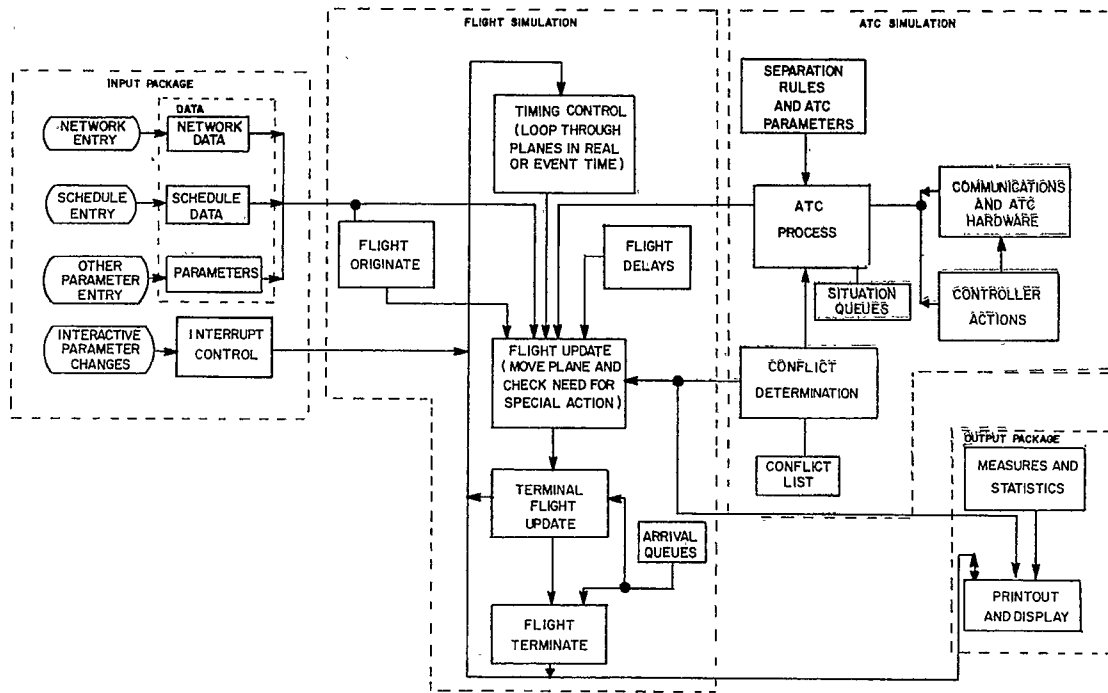 FLIGHT SIMULATION
ATC SIMULATION
INPUT PACKAGE
DATA
NETWORK
ENTRY
NETWORK
DATA
SCHEDULE
ENTRY
SCHEDULE
DATA
OTHER
PARAMETER
ENTRY
PARAMETERS
INTERACTIVE
PARAMETER
CHANGES
INTERRUPT
CONTROL
TIMING CONTROL
(LOOP THROUGH
PLANES IN REAL
OR EVENT TIME)
FLIGHT
ORIGINATE
FLIGHT
DELAYS
FLIGHT UPDATE
(MOVE PLANE AND
CHECK NEED FOR
SPECIAL ACTION)
TERMINAL
FLIGHT
UPDATE
ARRIVAL
QUEUES
FLIGHT
TERMINATE
SEPARATION
RULES
AND ATC
PARAMETERS
ATC
PROCESS
COMMUNICATIONS
AND ATC
HARDWARE
SITUATION
QUEUES
CONTROLLER
ACTIONS
CONFLICT
DETERMINATION
CONFLICT
LIST
OUTPUT PACKAGE
MEASURES AND
STATISTICS
PRINTOUT
AND DISPLAY